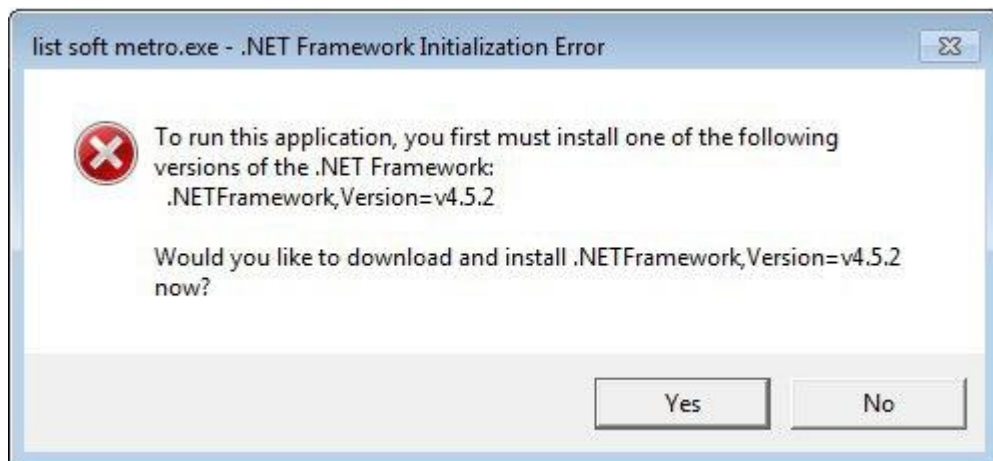 list soft metro.exe - .NET Framework Initialization Error
To run this application, you first must install one of the following
versions of the .NET Framework:
.NETFramework,Version=v4.5.2
Would you like to download and install .NETFramework,Version=v4.5.2
now?
Yes No